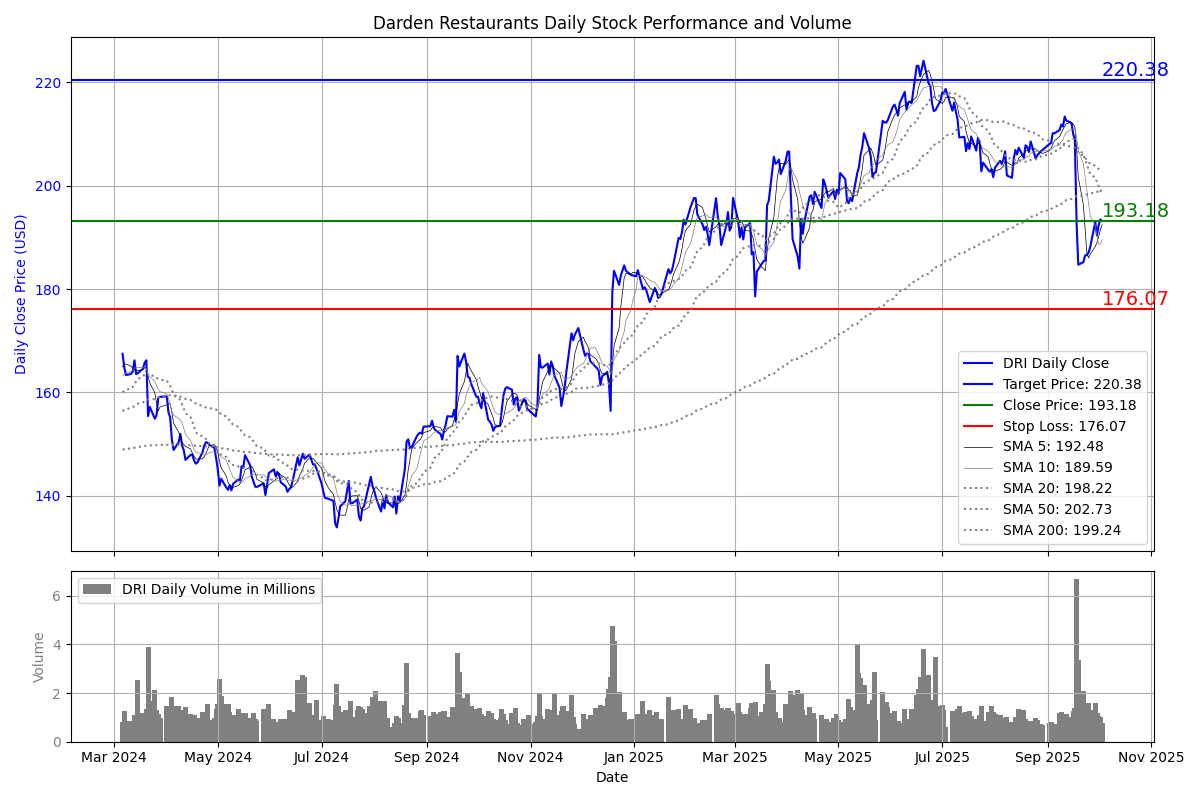 Darden Restaurants Daily Stock Performance and Volume
Daily Close Price (USD)
220
200
180
160
140
220.38
193.18
176.07
DRI Daily Close
Target Price: 220.38
Close Price: 193.18
Stop Loss: 176.07
SMA 5: 192.48
SMA 10: 189.59
SMA 20: 198.22
SMA 50: 202.73
SMA 200: 199.24
DRI Daily Volume in Millions
Volume
6
4
2
0
Mar 2024 May 2024 Jul 2024 Sep 2024 Nov 2024 Jan 2025 Mar 2025 May 2025 Jul 2025 Sep 2025 Nov 2025
Date